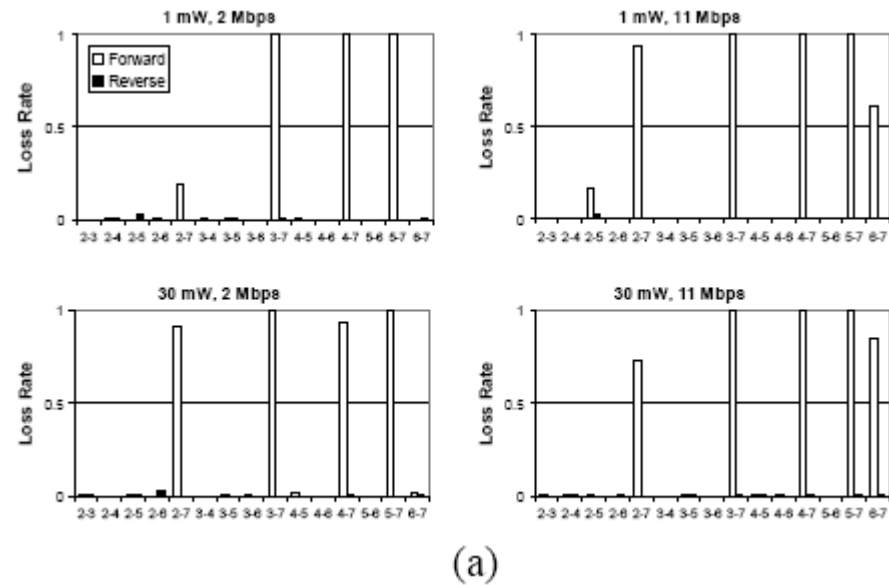 1 mW, 2 Mbps
Loss Rate
1
0.5
0
Forward
Reverse
2-3 2-4 2-5 2-6 2-7 3-4 3-5 3-6 3-7 4-5 4-6 4-7 5-6 5-7 6-7
1 mW, 11 Mbps
Loss Rate
1
0.5
0
2-3 2-4 2-5 2-6 2-7 3-4 3-5 3-6 3-7 4-5 4-6 4-7 5-6 5-7 6-7
30 mW, 2 Mbps
Loss Rate
1
0.5
0
2-3 2-4 2-5 2-6 2-7 3-4 3-5 3-6 3-7 4-5 4-6 4-7 5-6 5-7 6-7
30 mW, 11 Mbps
Loss Rate
1
0.5
0
2-3 2-4 2-5 2-6 2-7 3-4 3-5 3-6 3-7 4-5 4-6 4-7 5-6 5-7 6-7
(a)